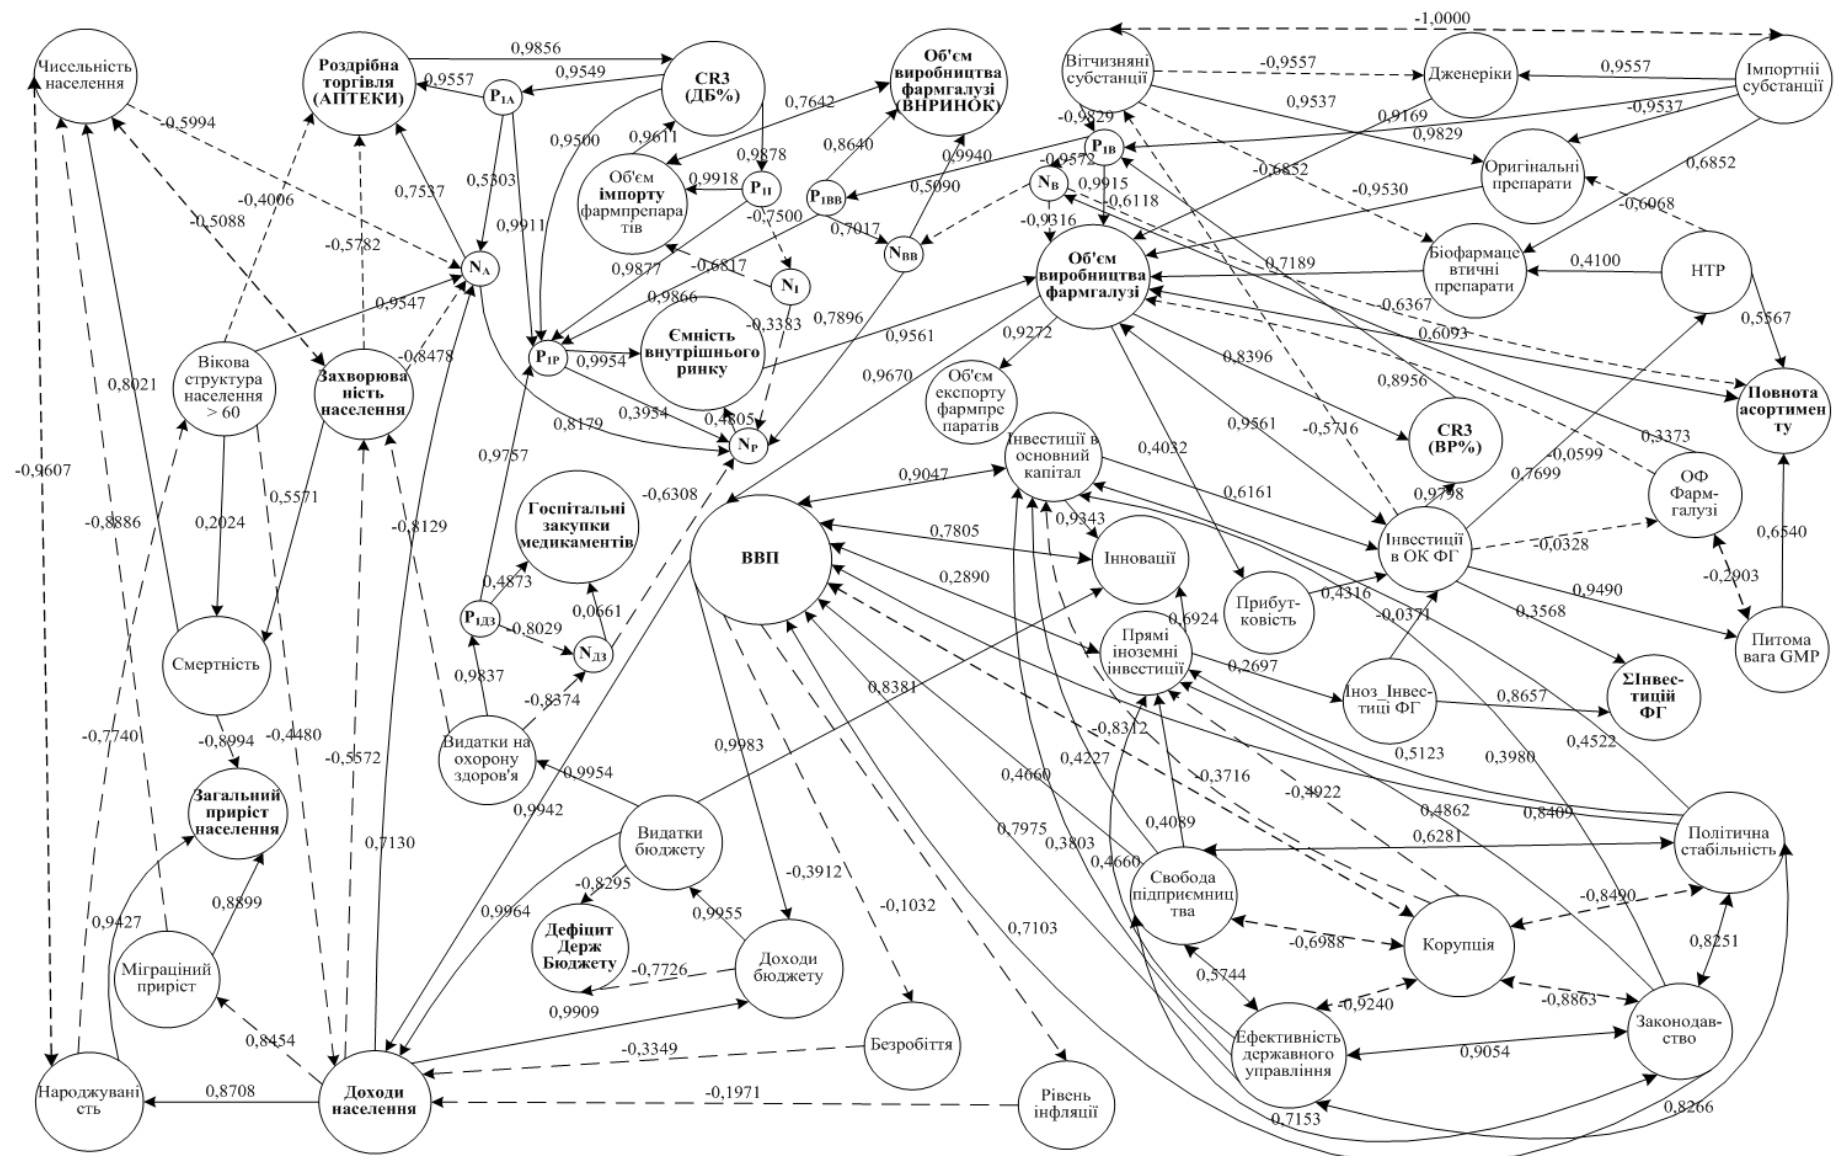 -1,0000
Чисельність
населення
Роздрібна
торгівля
(АПТЕКИ)
0,9856
0,9557
P1А
0,9549
CR3
(ДБ%)
Об'єм
виробництва
фармгалузі
(ВНРИНОК)
Вітчизняні
субстанції
-0,9557
Дженеріки
0,9557
Імпортніі
субстанції
-0,5994
0,7642
0,9611
0,9500
0,9878
0,8640
0,9940
-0,9829
0,9537
0,9169
-0,9537
0,9829
P1В
-0,9572
-0,6852
0,6852
Оригінальні
препарати
-0,4006
0,7537
0,5303
Об'єм
імпорту
фармпрепара
тів
0,9918
P1І
P1ВВ
0,5090
NВ
0,9915
-0,6118
-0,9530
-0,6068
-0,5088
-0,5782
0,9911
-0,7500
0,7017
-0,9316
NА
0,9877
-0,6817
NІ
NВВ
Об'єм
виробництва
фармгалузі
0,7189
Біофармаце
втичні
препарати
0,4100
НТР
0,9547
0,9866
-0,3383
0,7896
0,9561
0,9272
-0,6367
0,6093
0,5567
Ємність
внутрішнього
ринку
P1Р
0,9954
-0,8478
0,8021
Вікова
структура
населення
> 60
Захворюва
ність
населення
0,9670
Об'єм
експорту
фармпре
паратів
0,8396
0,8956
Повнота
асортимен
ту
0,3954
0,4805
0,8179
NР
0,9561
-0,5716
CR3
(ВР%)
0,3373
-0,0599
0,4032
Інвестиції в
основний
капітал
-0,9607
0,9757
0,9047
0,7699
ОФ
Фарм-
галузі
0,5571
-0,6308
0,6161
0,9798
-0,8886
0,2024
-0,8129
Госпітальні
закупки
медикаментів
0,9343
0,7805
ВВП
Інновації
Інвестиції
в ОК ФГ
-0,0328
0,6540
0,2890
-0,2903
0,4873
0,0661
Прибут-
ковість
0,4316
-0,0371
0,9490
0,3568
P1ДЗ
-0,8029
NДЗ
0,6924
Прямі
іноземні
інвестиції
0,2697
Питома
вага GMP
Смертність
0,9837
-0,8374
0,8381
Іноз_Інвес-
тиці ФГ
0,8657
ΣІнвес-
тицій
ФГ
-0,7740
-0,8994
-0,4480
-0,5572
Видатки на
охорону
здоров'я
0,9954
0,9983
-0,8312
0,5123
0,3980
0,4522
0,4660
0,4227
-0,3716
-0,4922
Загальний
приріст
населення
0,9942
0,4862
0,8409
0,7130
Видатки
бюджету
0,7975
0,3803
0,4089
0,4660
0,6281
Політична
стабільність
-0,8295
-0,3912
Свобода
підприємниц
тва
-0,8490
0,8899
0,9427
0,9964
0,9955
-0,1032
0,7103
Дефіцит
Держ
Бюджету
-0,7726
Доходи
бюджету
-0,6988
Корупція
0,8251
Міграціний
приріст
0,5744
0,9909
-0,9240
-0,8863
0,8454
-0,3349
Безробіття
Ефективність
державного
управління
0,9054
Законодав-
ство
Народжувані
сть
0,8708
Доходи
населення
-0,1971
Рівень
інфляції
0,7153
0,8266